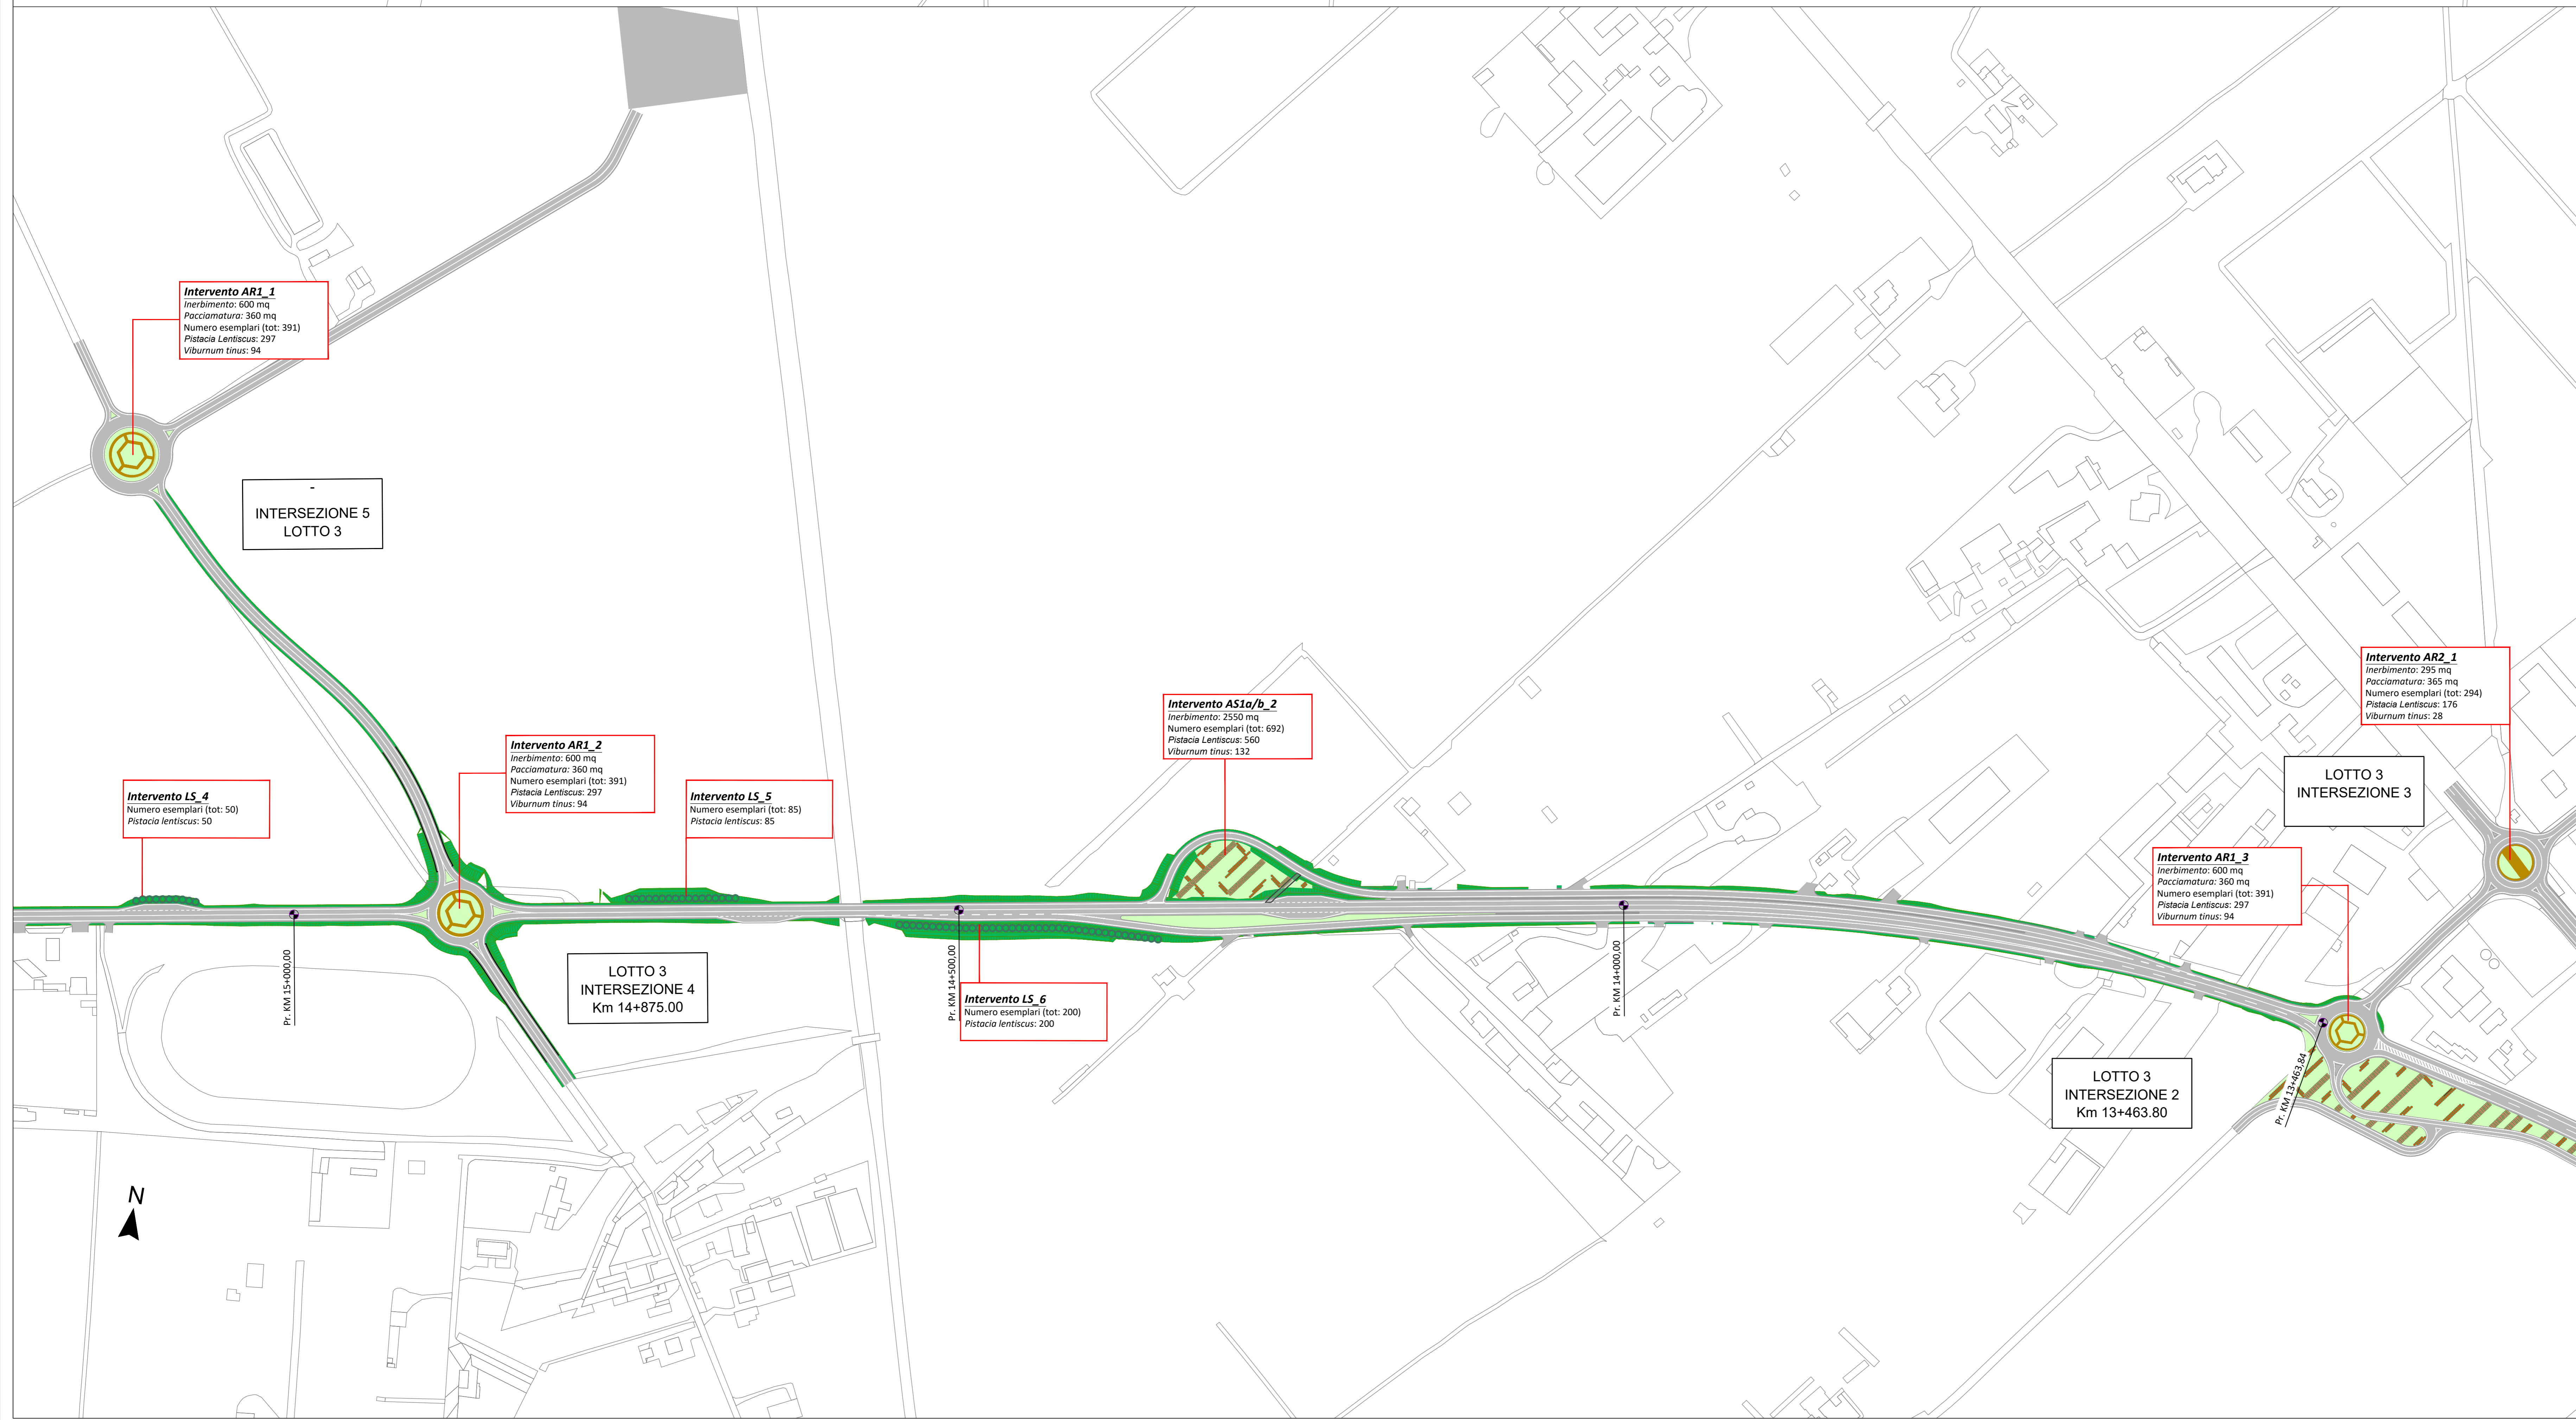 Intervento AR1_1
Inerbimento: 600 mq
Pacciamatura: 360 mq
Numero esemplari (tot: 391)
Pistacia Lentiscus: 297
Viburnum tinus: 94
-
INTERSEZIONE 5
LOTTO 3
Intervento AR2_1
Inerbimento: 295 mq
Pacciamatura: 365 mq
Numero esemplari (tot: 294)
Pistacia Lentiscus: 176
Viburnum tinus: 28
Intervento AS1a/b_2
Inerbimento: 2550 mq
Numero esemplari (tot: 692)
Pistacia Lentiscus: 560
Viburnum tinus: 132
Intervento AR1_2
Inerbimento: 600 mq
Pacciamatura: 360 mq
Numero esemplari (tot: 391)
Pistacia Lentiscus: 297
Viburnum tinus: 94
LOTTO 3
INTERSEZIONE 3
Intervento LS_4
Numero esemplari (tot: 50)
Pistacia lentiscus: 50
Intervento LS_5
Numero esemplari (tot: 85)
Pistacia lentiscus: 85
Intervento AR1_3
Inerbimento: 600 mq
Pacciamatura: 360 mq
Numero esemplari (tot: 391)
Pistacia Lentiscus: 297
Viburnum tinus: 94
Pr. KM 15+000,00
LOTTO 3
INTERSEZIONE 4
Km 14+875.00
Pr. KM 14+500,00
Intervento LS_6
Numero esemplari (tot: 200)
Pistacia lentiscus: 200
Pr. KM 14+000,00
LOTTO 3
INTERSEZIONE 2
Km 13+463.80
Pr. KM 13+463,84
N